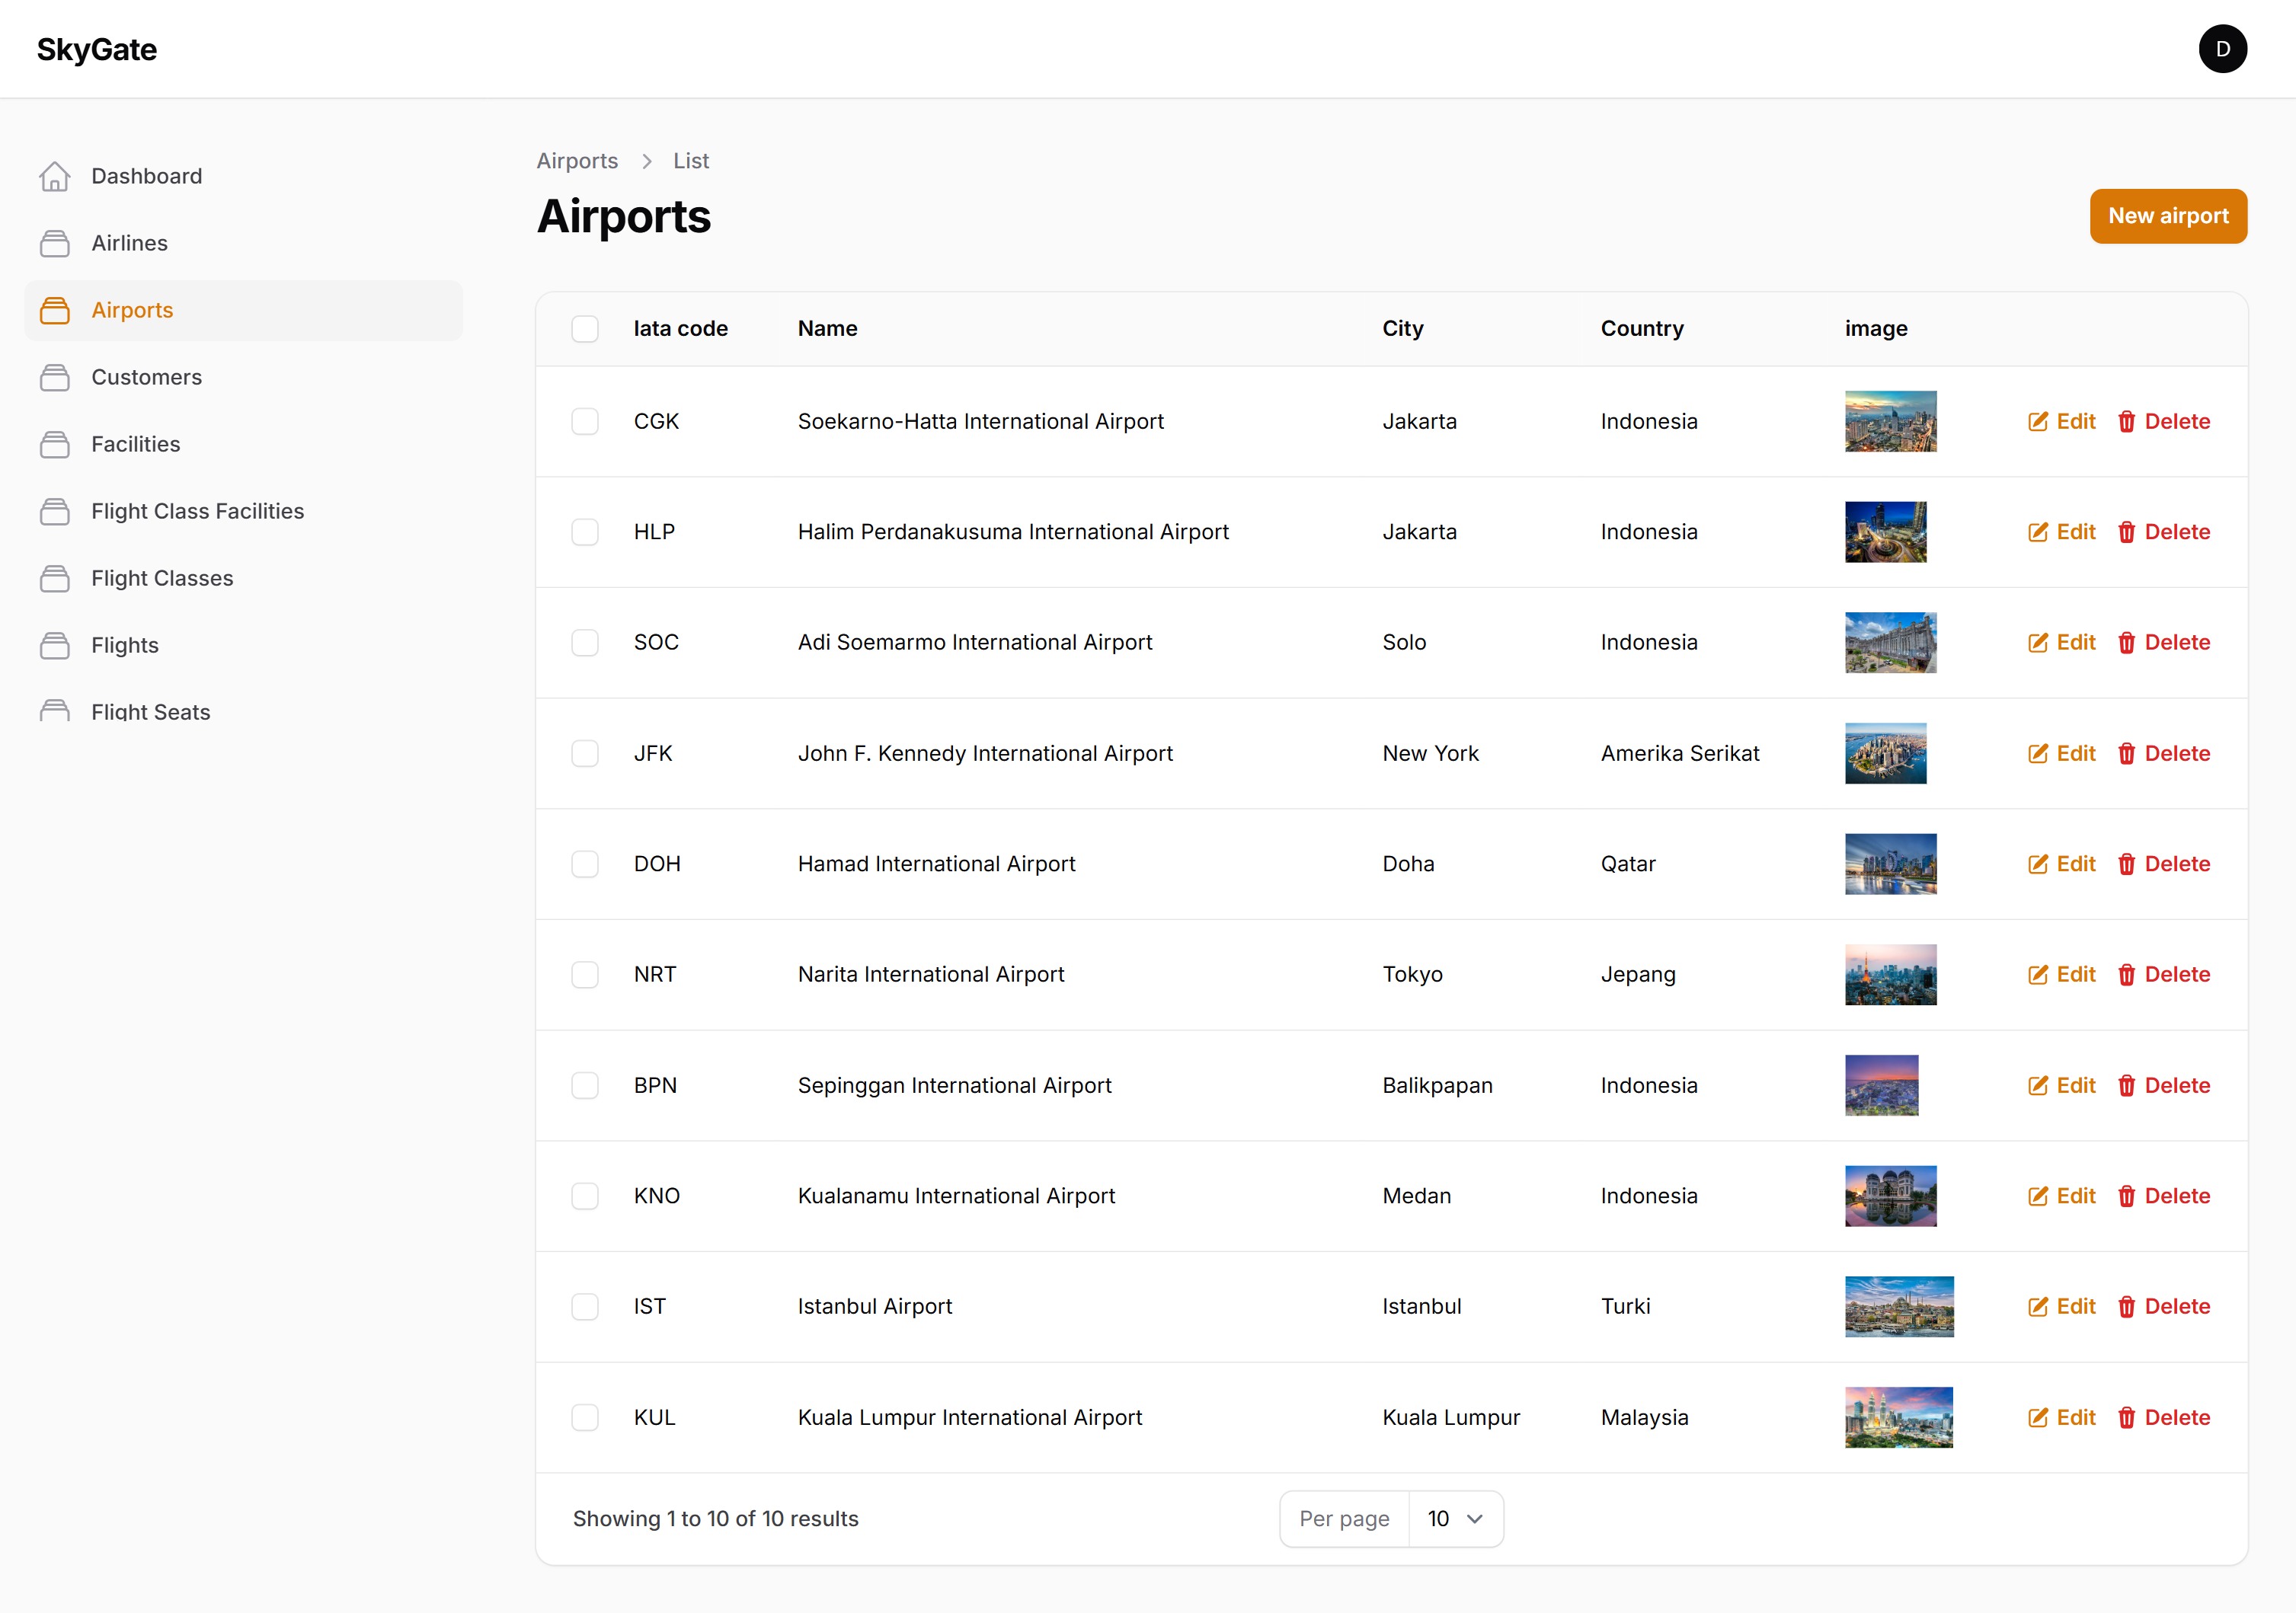 SkyGate
D
Dashboard
Airlines
Airports
Customers
Facilities
Flight Class Facilities
Flight Classes
Flights
Flight Seats
Airports > List
Airports
New airport
Iata code Name City Country image
CGK Soekarno-Hatta International Airport Jakarta Indonesia Edit Delete
HLP Halim Perdanakusuma International Airport Jakarta Indonesia Edit Delete
SOC Adi Soemarmo International Airport Solo Indonesia Edit Delete
JFK John F. Kennedy International Airport New York Amerika Serikat Edit Delete
DOH Hamad International Airport Doha Qatar Edit Delete
NRT Narita International Airport Tokyo Jepang Edit Delete
BPN Sepinggan International Airport Balikpapan Indonesia Edit Delete
KNO Kualanamu International Airport Medan Indonesia Edit Delete
IST Istanbul Airport Istanbul Turki Edit Delete
KUL Kuala Lumpur International Airport Kuala Lumpur Malaysia Edit Delete
Showing 1 to 10 of 10 results Per page 10